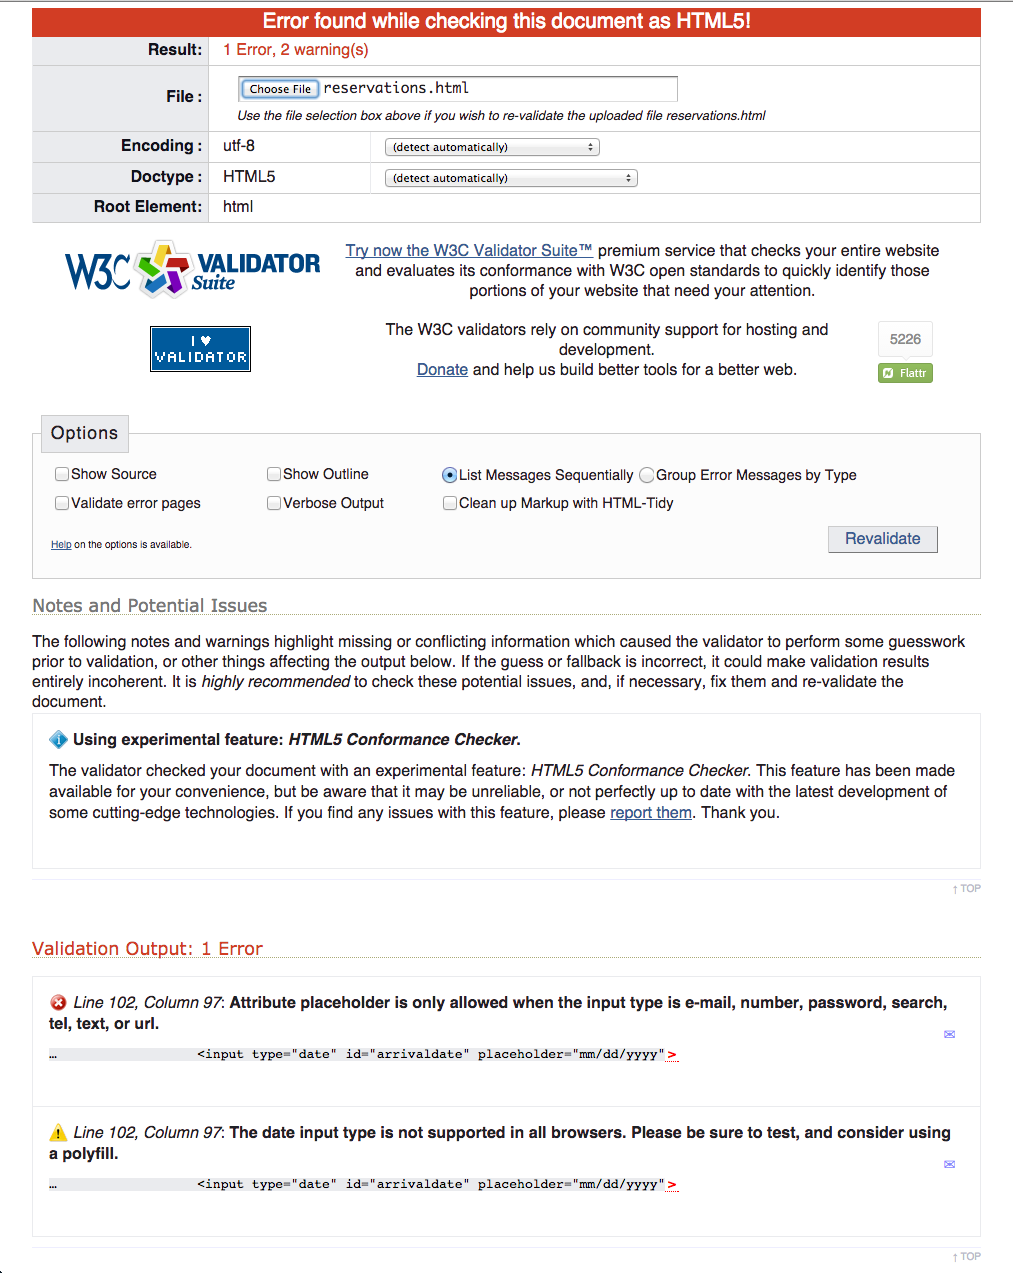 Error found while checking this document as HTML5!
Result: 1 Error, 2 warning(s)
File : Choose File reservations.html
Use the file selection box above if you wish to re-validate the uploaded file reservations.html
Encoding : utf-8 (detect automatically)
Doctype : HTML5 (detect automatically)
Root Element: html
W3C VALIDATOR Suite
Try now the W3C Validator Suite™ premium service that checks your entire website
and evaluates its conformance with W3C open standards to quickly identify those
portions of your website that need your attention.
I ♥
VALIDATOR
The W3C validators rely on community support for hosting and
development.
Donate and help us build better tools for a better web.
5226
Flattr
Options
Show Source Show Outline List Messages Sequentially Group Error Messages by Type
Validate error pages Verbose Output Clean up Markup with HTML-Tidy
Help on the options is available.
Revalidate
Notes and Potential Issues
The following notes and warnings highlight missing or conflicting information which caused the validator to perform some guesswork
prior to validation, or other things affecting the output below. If the guess or fallback is incorrect, it could make validation results
entirely incoherent. It is highly recommended to check these potential issues, and, if necessary, fix them and re-validate the
document.
Using experimental feature: HTML5 Conformance Checker.
The validator checked your document with an experimental feature: HTML5 Conformance Checker. This feature has been made
available for your convenience, but be aware that it may be unreliable, or not perfectly up to date with the latest development of
some cutting-edge technologies. If you find any issues with this feature, please report them. Thank you.
↑ TOP
Validation Output: 1 Error
Line 102, Column 97: Attribute placeholder is only allowed when the input type is e-mail, number, password, search,
tel, text, or url.
… <input type="date" id="arrivaldate" placeholder="mm/dd/yyyy">
Line 102, Column 97: The date input type is not supported in all browsers. Please be sure to test, and consider using
a polyfill.
… <input type="date" id="arrivaldate" placeholder="mm/dd/yyyy">
↑ TOP